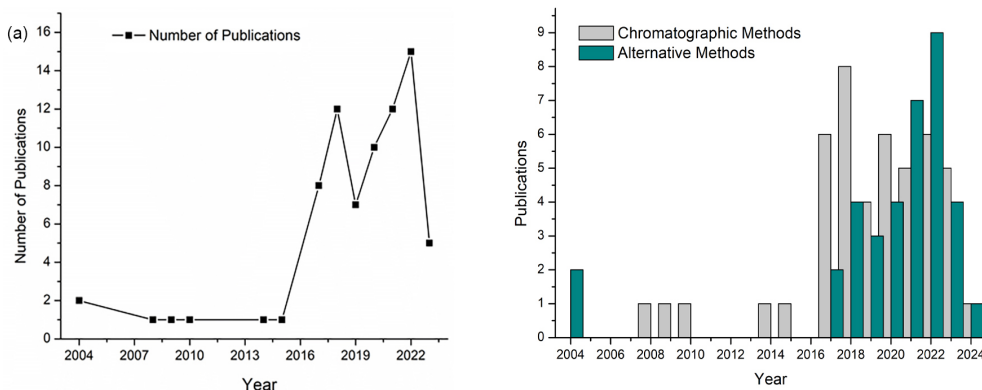 (a)
Number of Publications
16
14
12
10
8
6
4
2
0
Number of Publications
2004 2007 2010 2013 2016 2019 2022
Year
Chromatographic Methods
Alternative Methods
9
8
7
6
5
4
3
2
1
0
Publications
2004 2006 2008 2010 2012 2014 2016 2018 2020 2022 2024
Year